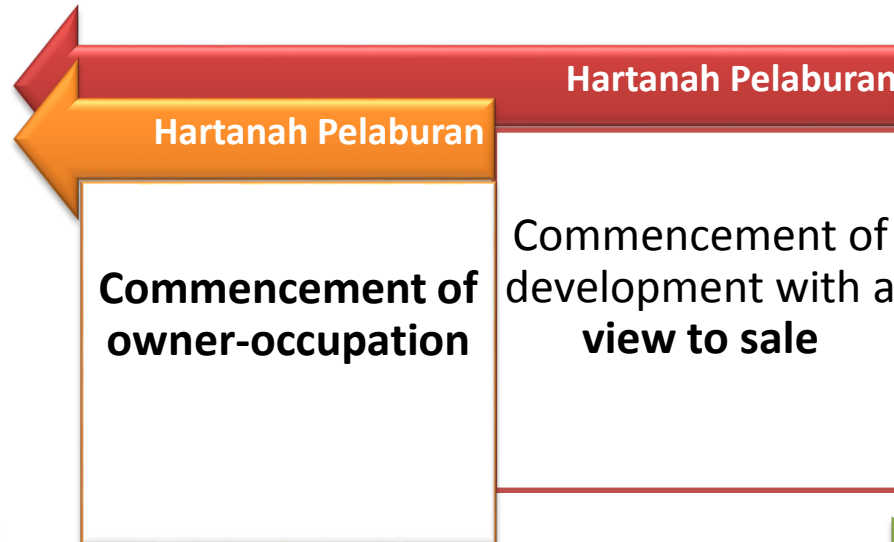 Hartanah Pelaburan
Hartanah Pelaburan
Commencement of
owner-occupation
Commencement of
development with a
view to sale